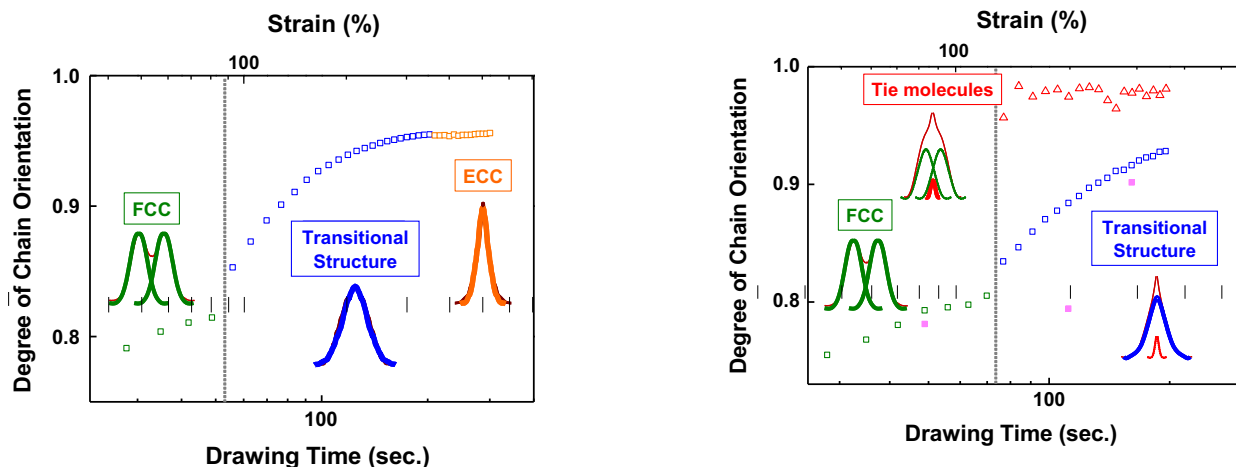 Strain (%)
100
1.0
0.9
0.8
Degree of Chain Orientation
FCC
Transitional
Structure
ECC
100
Drawing Time (sec.)
Strain (%)
100
1.0
0.9
0.8
Degree of Chain Orientation
Tie molecules
FCC
Transitional
Structure
100
Drawing Time (sec.)